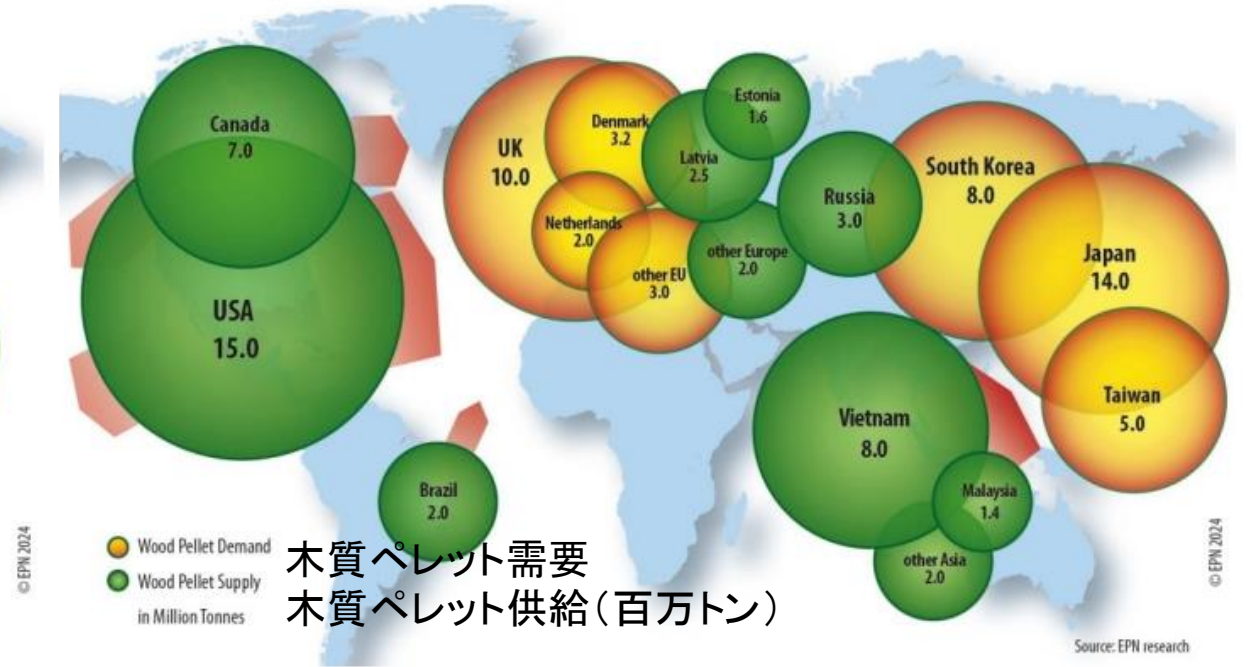 Canada
7.0
USA
15.0
Brazil
2.0
UK
10.0
Denmark
3.2
Netherlands
2.0
other EU
3.0
Latvia
2.5
Estonia
1.6
other Europe
2.0
Russia
3.0
South Korea
8.0
Japan
14.0
Taiwan
5.0
Vietnam
8.0
Malaysia
1.4
other Asia
2.0
Wood Pellet Demand
Wood Pellet Supply
in Million Tonnes
木質ペレット需要
木質ペレット供給(百万トン)
© EPN 2024
© EPN 2024
Source: EPN research